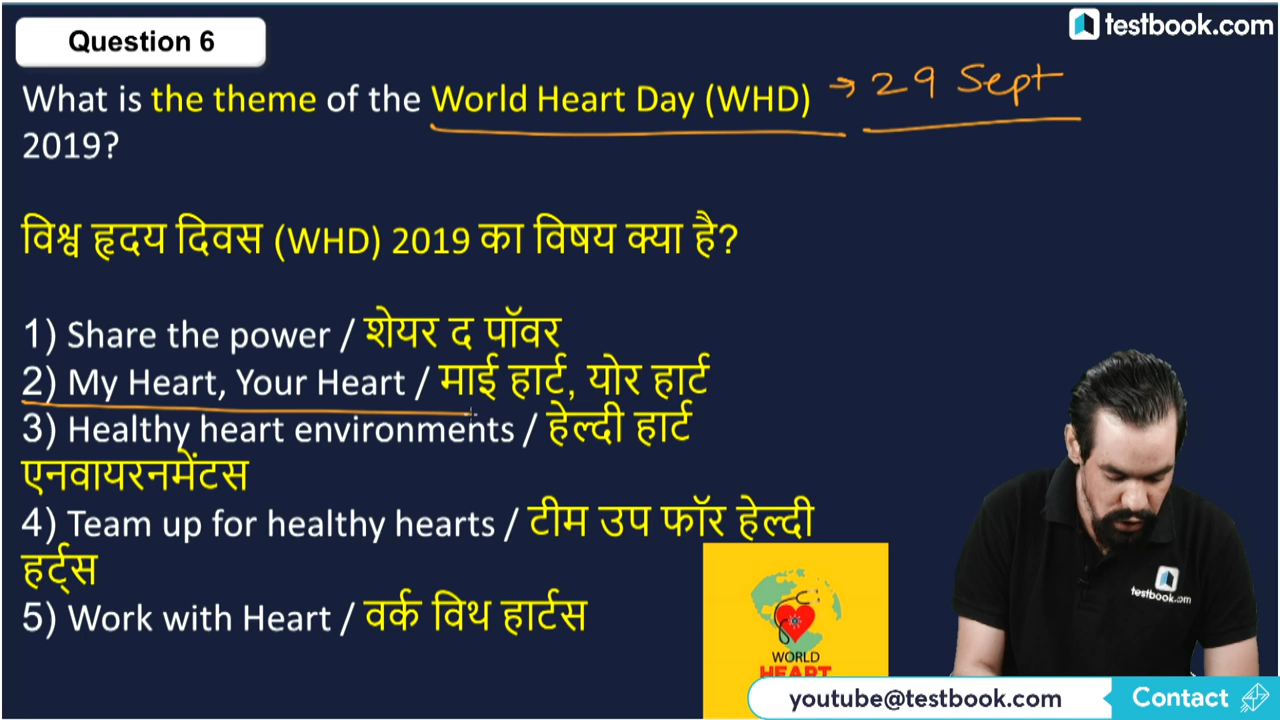 Question 6
testbook.com
What is the theme of the World Heart Day (WHD) → 29 Sept
2019?
विश्व हृदय दिवस (WHD) 2019 का विषय क्या है?
1) Share the power / शेयर द पॉवर
2) My Heart, Your Heart / माई हार्ट, योर हार्ट
3) Healthy heart environments / हेल्दी हार्ट
एनवायरनमेंटस
4) Team up for healthy hearts / टीम उप फॉर हेल्दी
हर्ट्स
5) Work with Heart / वर्क विथ हार्टस
WORLD
HEART
testbook.com
youtube@testbook.com
Contact